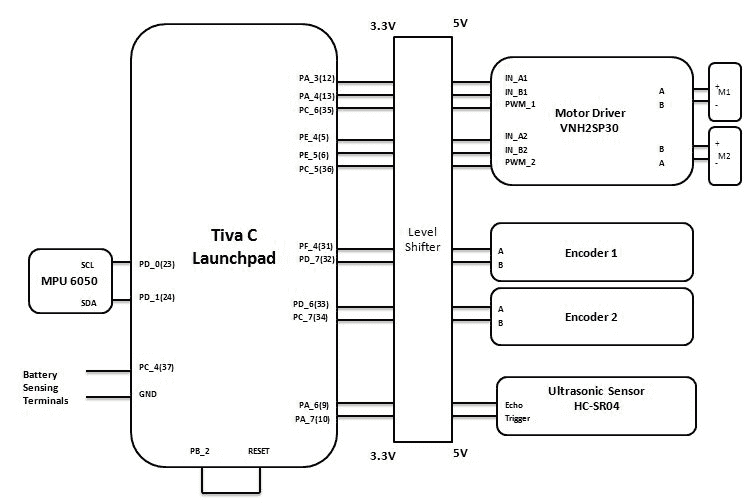 3.3V
5V
PA_3(12)
PA_4(13)
PC_6(35)
PE_4(5)
PE_5(6)
PC_5(36)
IN_A1
IN_B1
PWM_1
IN_A2
IN_B2
PWM_2
Motor Driver
VNH2SP30
A
B
B
A
+
M1
-
+
M2
-
Tiva C
Launchpad
Level
Shifter
SCL
MPU 6050
SDA
PD_0(23)
PD_1(24)
PF_4(31)
PD_7(32)
A
B
Encoder 1
PD_6(33)
PC_7(34)
A
B
Encoder 2
Battery
Sensing
Terminals
PC_4(37)
GND
PA_6(9)
PA_7(10)
Ultrasonic Sensor
HC-SR04
Echo
Trigger
PB_2
RESET
3.3V
5V